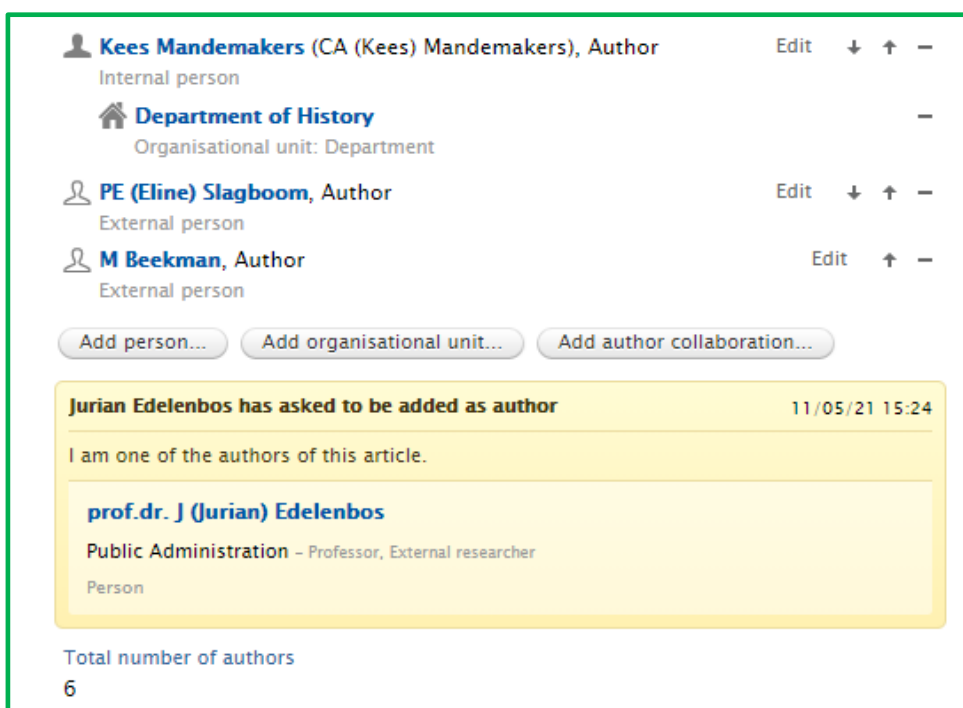 Kees Mandemakers (CA (Kees) Mandemakers), Author Edit
Internal person
Department of History
Organisational unit: Department
PE (Eline) Slagboom, Author Edit
External person
M Beekman, Author Edit
External person
Add person... Add organisational unit... Add author collaboration...
Jurian Edelenbos has asked to be added as author 11/05/21 15:24
I am one of the authors of this article.
prof.dr. J (Jurian) Edelenbos
Public Administration – Professor, External researcher
Person
Total number of authors
6